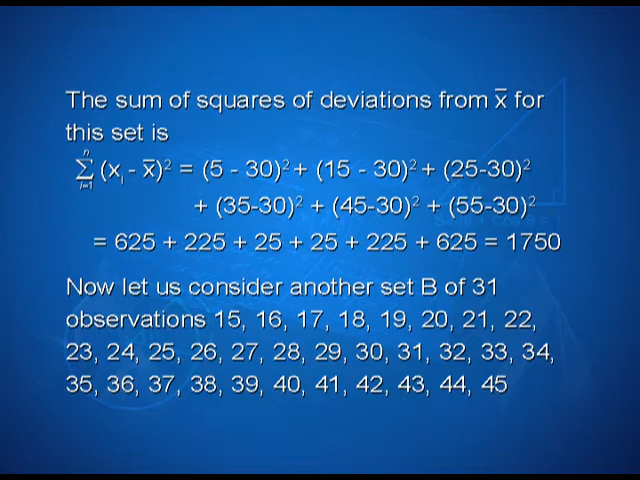 The sum of squares of deviations from x̅ for
this set is
∑ⁿᵢ₌₁ (xᵢ - x̅)² = (5 - 30)² + (15 - 30)² + (25-30)²
+ (35-30)² + (45-30)² + (55-30)²
= 625 + 225 + 25 + 25 + 225 + 625 = 1750
Now let us consider another set B of 31
observations 15, 16, 17, 18, 19, 20, 21, 22,
23, 24, 25, 26, 27, 28, 29, 30, 31, 32, 33, 34,
35, 36, 37, 38, 39, 40, 41, 42, 43, 44, 45